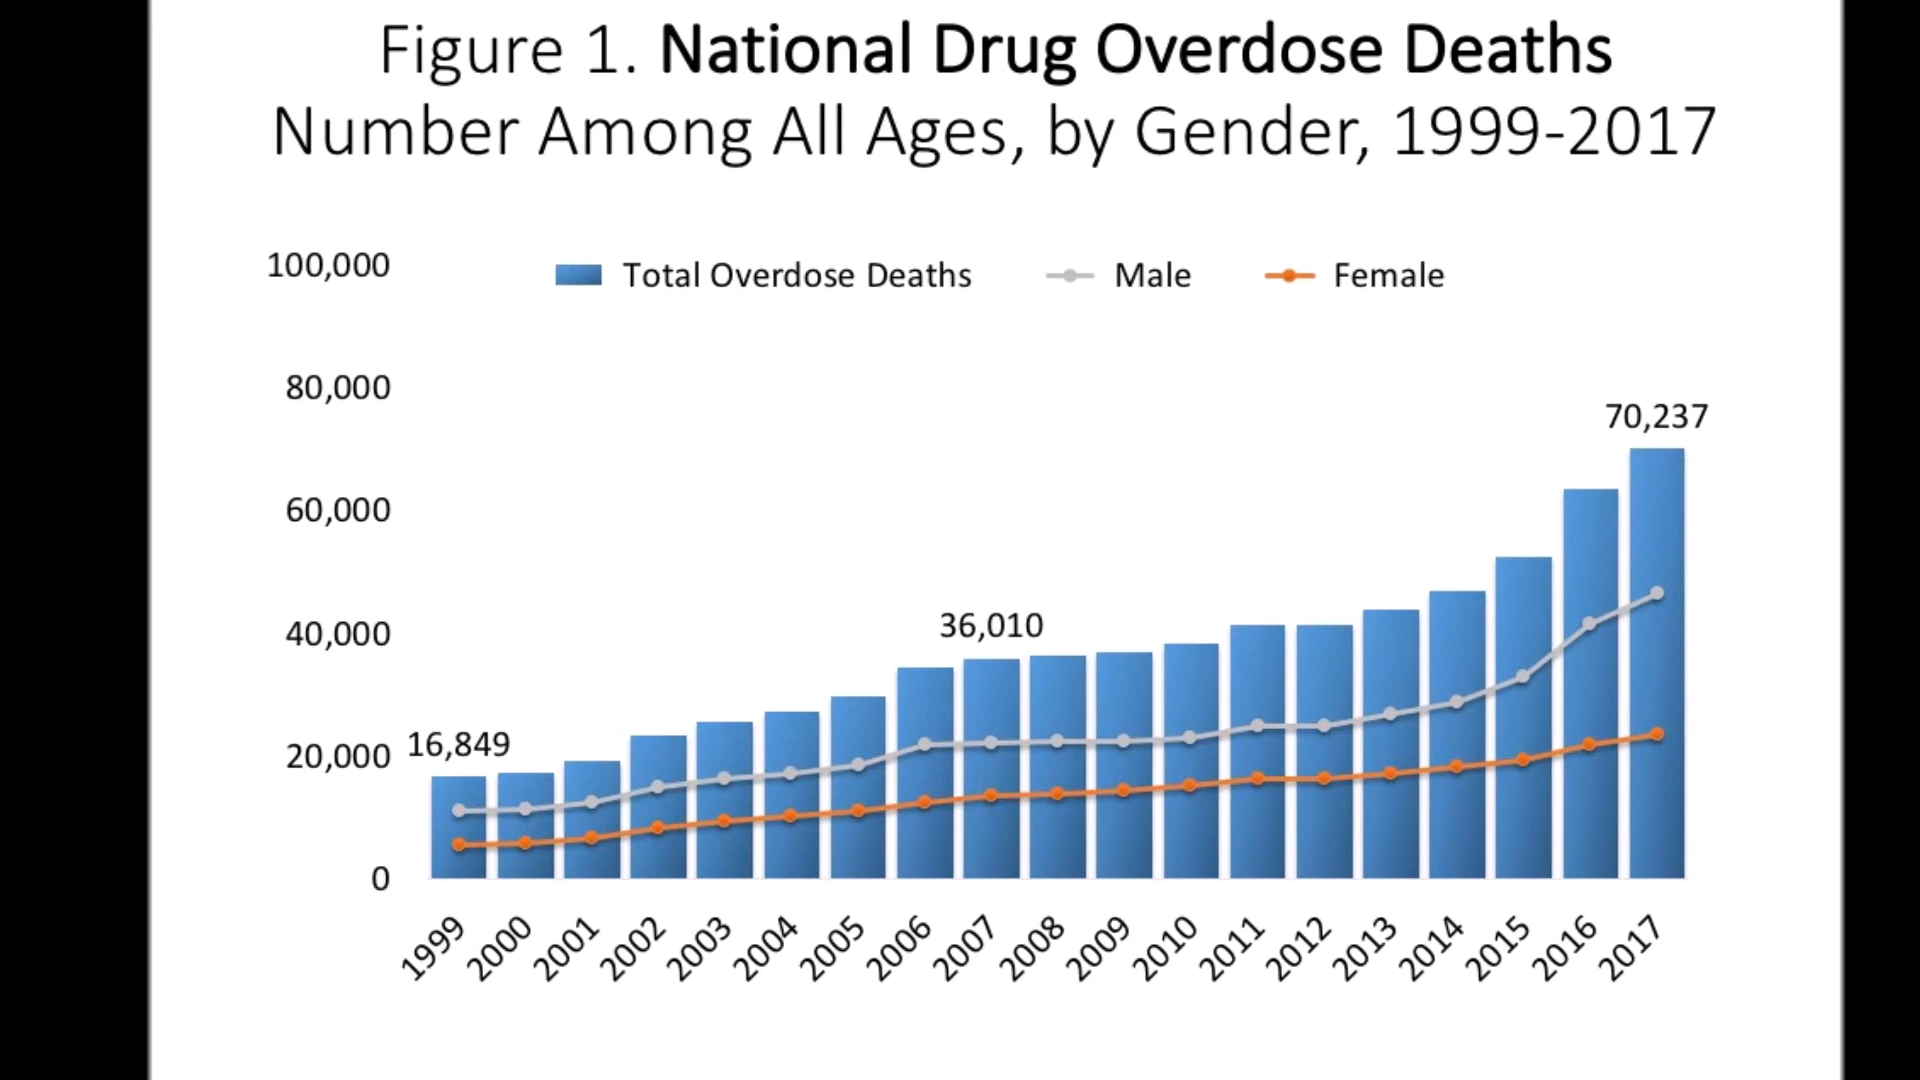 Figure 1. National Drug Overdose Deaths
Number Among All Ages, by Gender, 1999-2017
100,000
Total Overdose Deaths Male Female
80,000
70,237
60,000
36,010
40,000
16,849
20,000
0
1999 2000 2001 2002 2003 2004 2005 2006 2007 2008 2009 2010 2011 2012 2013 2014 2015 2016 2017